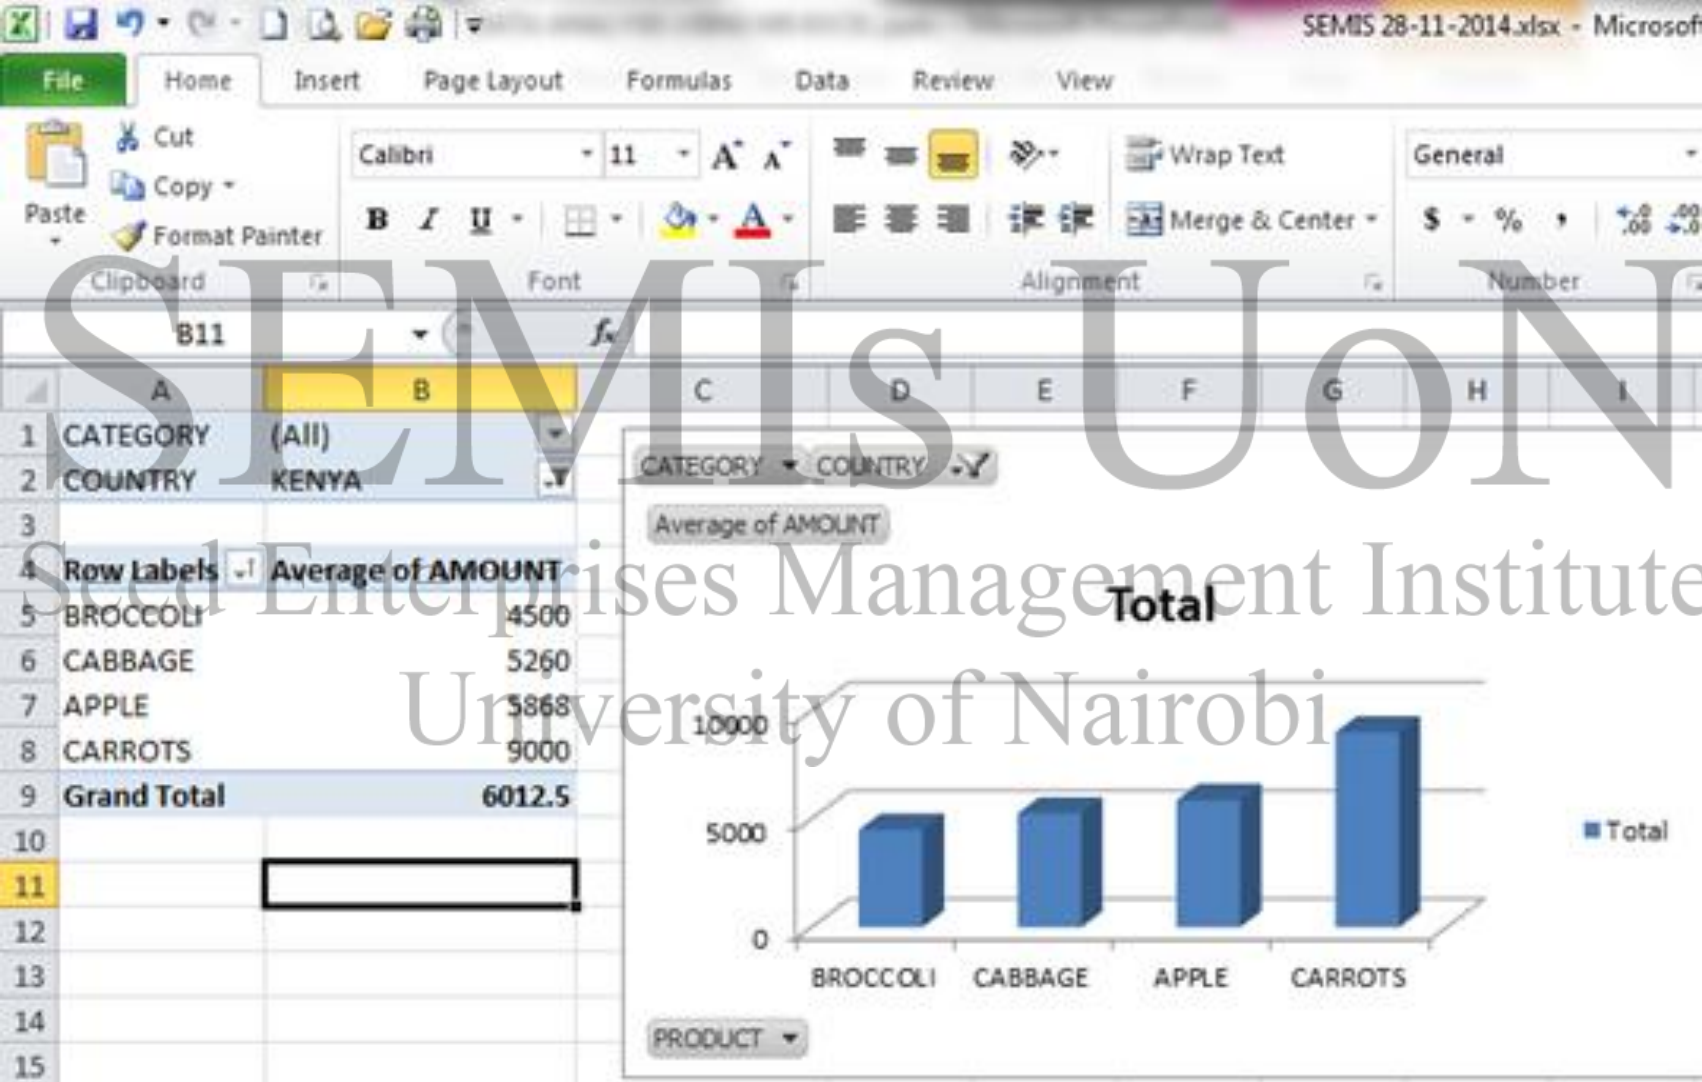 SEMIS 28-11-2014.xlsx - Microsoft
File Home Insert Page Layout Formulas Data Review View
Cut
Calibri 11 A A Wrap Text General
Copy
Paste B I U A Merge & Center $ % , .00 .00
Format Painter
Clipboard Font Alignment Number
SEMIs UoN
B11 fx
A B C D E F G H I
1 CATEGORY (All)
2 COUNTRY KENYA
CATEGORY COUNTRY
3
Average of AMOUNT
4 Row Labels Average of AMOUNT
Seed Enterprises Management Institute
Total
5 BROCCOLI 4500
6 CABBAGE 5260
University of Nairobi
7 APPLE 5868
10000
8 CARROTS 9000
9 Grand Total 6012.5
10 5000 Total
11
12 0
13 BROCCOLI CABBAGE APPLE CARROTS
14
PRODUCT
15